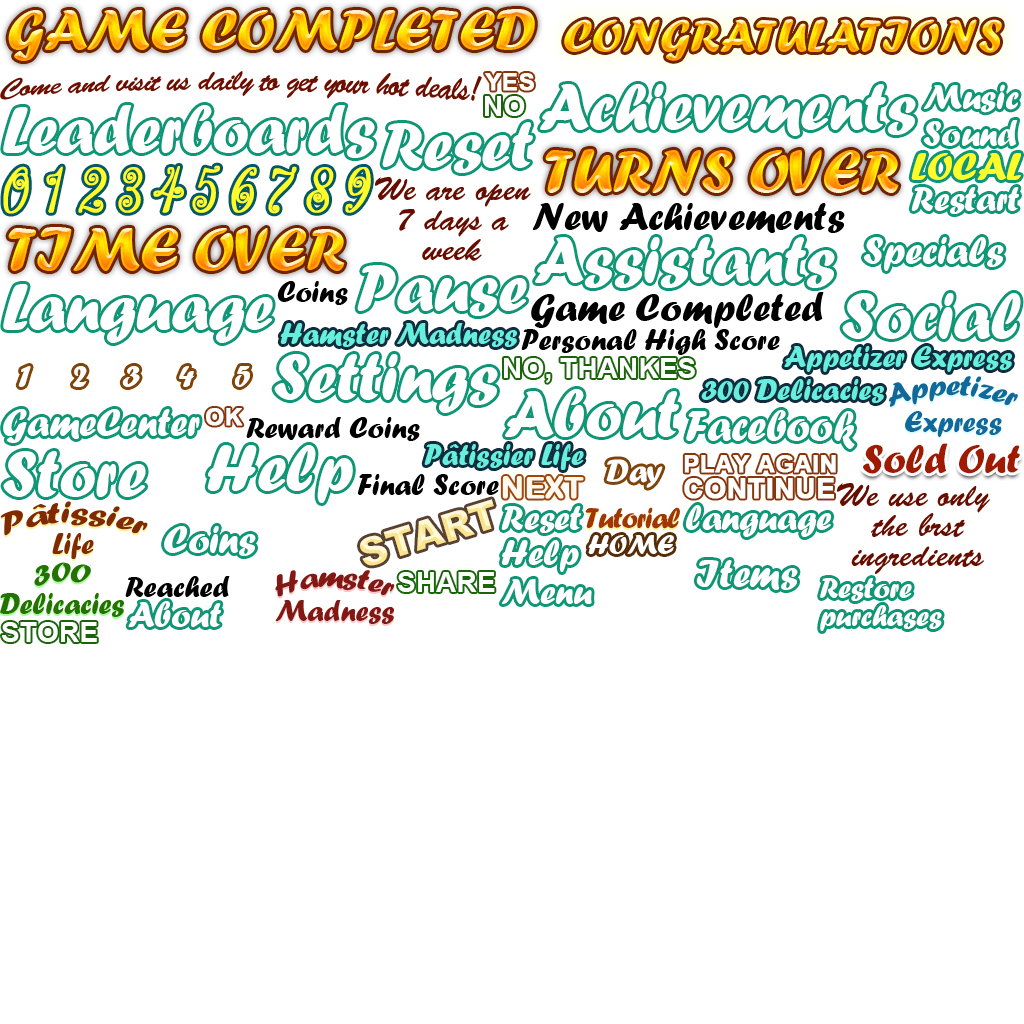 GAME COMPLETED
CONGRATULATIONS
Come and visit us daily to get your hot deals!
YES
NO
Achievements
Music
Sound
Leaderboards
Reset
TURNS OVER
LOCAL
Restart
0 1 2 3 4 5 6 7 8 9
We are open
7 days a
week
New Achievements
TIME OVER
Assistants
Specials
Language
Coins
Pause
Game Completed
Social
Hamster Madness
Personal High Score
Appetizer Express
1 2 3 4 5
Settings
NO, THANKES
300 Delicacies
Appetizer
Express
GameCenter
OK
Reward Coins
About
Facebook
Store
Help
Pâtissier Life
Day
PLAY AGAIN
Sold Out
Final Score
NEXT
CONTINUE
We use only
the brst
ingredients
Pâtissier
Life
Coins
START
Reset
Tutorial
language
Help
HOME
300
Delicacies
Reached
Hamster
Madness
SHARE
Menu
Items
Restore
purchases
About
STORE